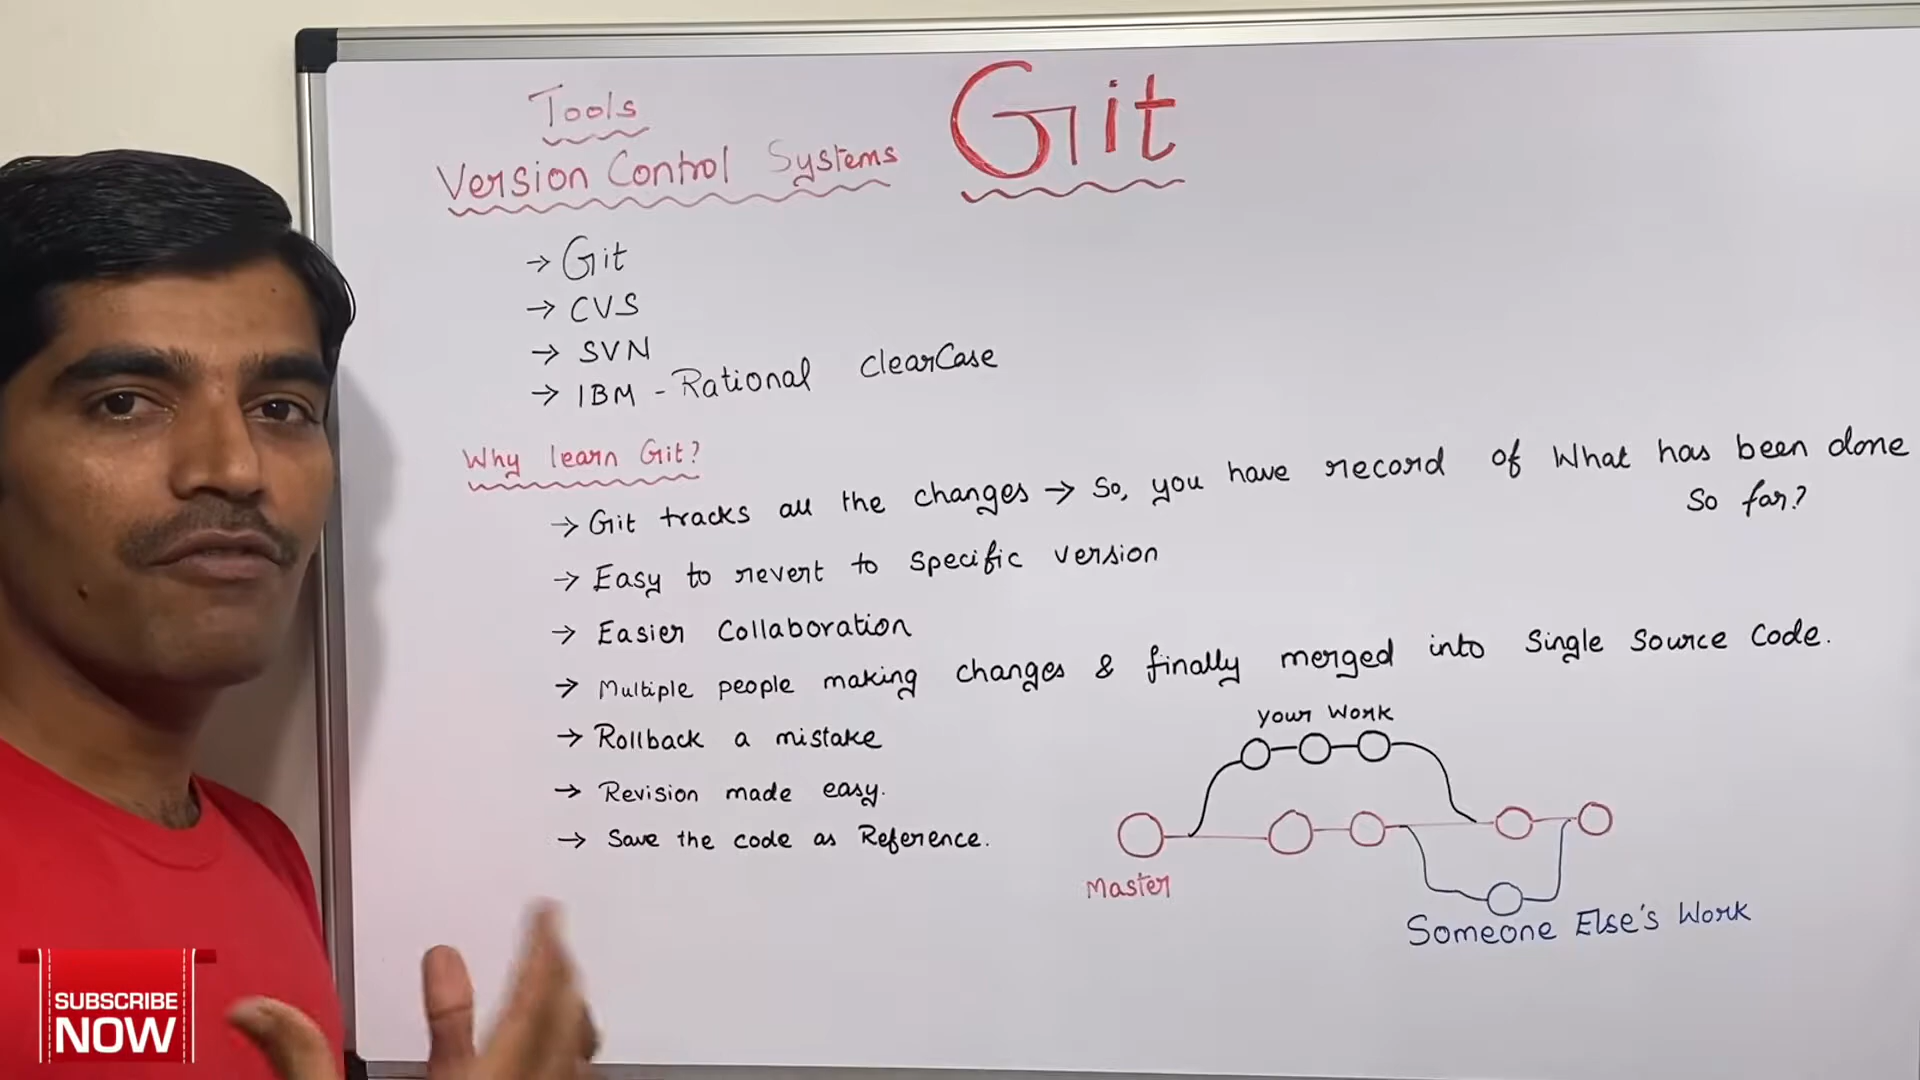 Tools
Version Control Systems
Git
→ Git
→ CVS
→ SVN
→ IBM - Rational ClearCase
Why learn Git?
→ Git tracks all the changes → So, you have record of What has been done
So far?
→ Easy to revert to specific version
→ Easier Collaboration
→ Multiple people making changes & finally merged into Single Source Code.
→ Rollback a mistake
→ Revision made easy.
→ Save the code as Reference.
your work
Master
Someone Else's Work
SUBSCRIBE
NOW